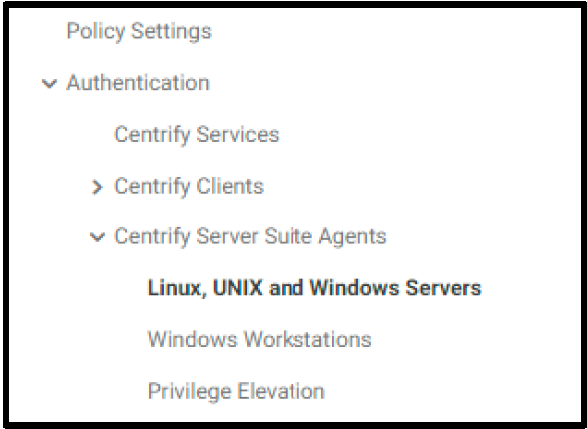 Policy Settings
Authentication
Centrify Services
Centrify Clients
Centrify Server Suite Agents
Linux, UNIX and Windows Servers
Windows Workstations
Privilege Elevation